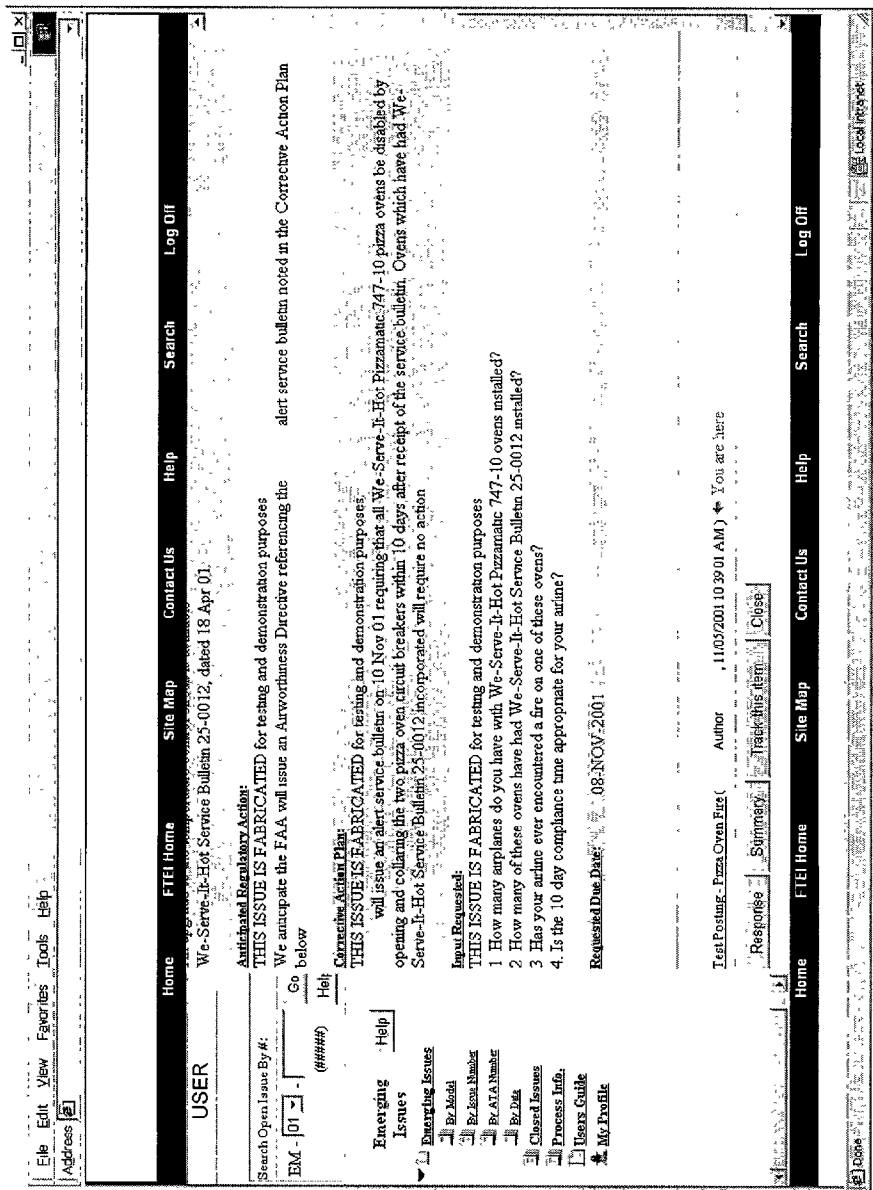 File Edit View Favorites Tools Help
Address
Home FTEI Home Site Map Contact Us Help Search Log Off
USER
We-Serve-It-Hot Service Bulletin 25-0012, dated 18 Apr 01.
Search Open Issue By #:
EM - 01 - Go
(#####) Help
Emerging Issues Help
Emerging Issues
By Model
By Issue Number
By ATA Number
By Date
Closed Issues
Process Info.
Users Guide
My Profile
Anticipated Regulatory Action:
THIS ISSUE IS FABRICATED for testing and demonstration purposes
We anticipate the FAA will issue an Airworthiness Directive referencing the alert service bulletin noted in the Corrective Action Plan
below
Corrective Action Plan:
THIS ISSUE IS FABRICATED for testing and demonstration purposes.
will issue an alert service bulletin on 10 Nov 01 requiring that all We-Serve-It-Hot Pizzamatic 747-10 pizza ovens be disabled by
opening and collaring the two pizza oven circuit breakers within 10 days after receipt of the service bulletin. Ovens which have had We-
Serve-It-Hot Service Bulletin 25-0012 incorporated will require no action
Input Requested:
THIS ISSUE IS FABRICATED for testing and demonstration purposes
1 How many airplanes do you have with We-Serve-It-Hot Pizzamatic 747-10 ovens installed?
2 How many of these ovens have had We-Serve-It-Hot Service Bulletin 25-0012 installed?
3 Has your airline ever encountered a fire on one of these ovens?
4. Is the 10 day compliance time appropriate for your airline?
Requested Due Date: 08-NOV-2001
Test Posting - Pizza Oven Fire ( Author , 11/05/2001 10 39 01 AM ) You are here
Response Summary Track this item Close
Home FTEI Home Site Map Contact Us Help Search Log Off
Done Local intranet